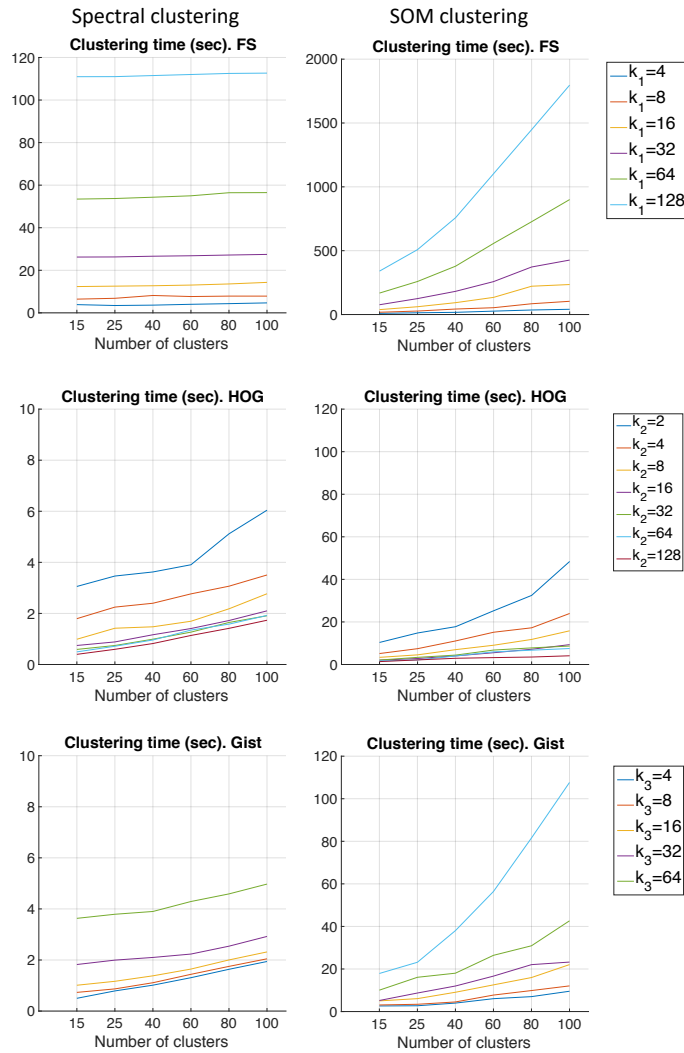 Spectral clustering
SOM clustering
Clustering time (sec). FS
120
100
80
60
40
20
0
15 25 40 60 80 100
Number of clusters
Clustering time (sec). FS
2000
1500
1000
500
0
15 25 40 60 80 100
Number of clusters
k1=4
k1=8
k1=16
k1=32
k1=64
k1=128
Clustering time (sec). HOG
10
8
6
4
2
0
15 25 40 60 80 100
Number of clusters
Clustering time (sec). HOG
120
100
80
60
40
20
0
15 25 40 60 80 100
Number of clusters
k2=2
k2=4
k2=8
k2=16
k2=32
k2=64
k2=128
Clustering time (sec). Gist
10
8
6
4
2
0
15 25 40 60 80 100
Number of clusters
Clustering time (sec). Gist
120
100
80
60
40
20
0
15 25 40 60 80 100
Number of clusters
k3=4
k3=8
k3=16
k3=32
k3=64